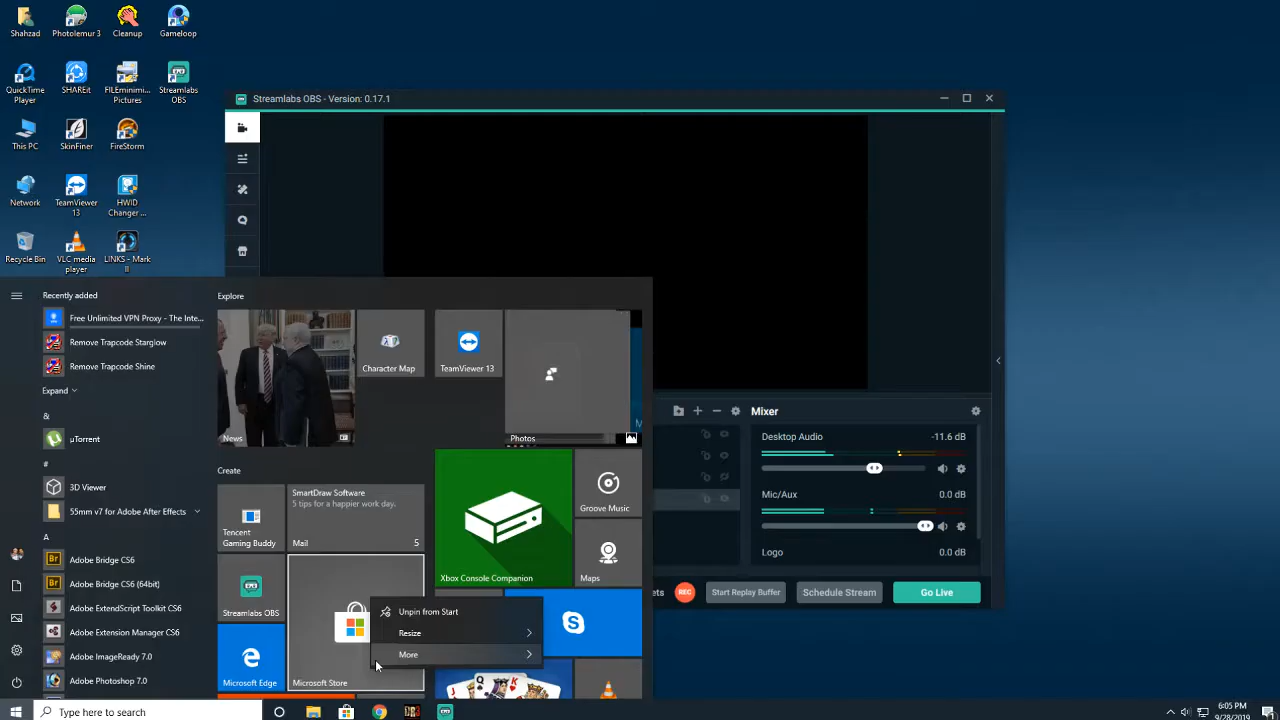 Shahzad
Photolemur 3
Cleanup
Gameloop
QuickTime
Player
SHAREit
FILEminimi...
Pictures
Streamlabs
OBS
This PC
SkinFiner
FireStorm
Network
TeamViewer
13
HWID
Changer ...
Recycle Bin
VLC media
player
LINKS - Mark
II
Streamlabs OBS - Version: 0.17.1
Recently added
Free Unlimited VPN Proxy - The Inte...
Remove Trapcode Starglow
Remove Trapcode Shine
Expand
&
µTorrent
#
3D Viewer
55mm v7 for Adobe After Effects
A
Adobe Bridge CS6
Adobe Bridge CS6 (64bit)
Adobe ExtendScript Toolkit CS6
Adobe Extension Manager CS6
Adobe ImageReady 7.0
Adobe Photoshop 7.0
Explore
News
Character Map
TeamViewer 13
Photos
M
Create
Tencent
Gaming Buddy
SmartDraw Software
5 tips for a happier work day.
Mail 5
Xbox Console Companion
Groove Music
Maps
Streamlabs OBS
Microsoft Edge
Microsoft Store
Unpin from Start
Resize
More
Mixer
Desktop Audio -11.6 dB
Mic/Aux 0.0 dB
Logo 0.0 dB
ets
REC
Start Replay Buffer
Schedule Stream
Go Live
Type here to search
6:05 PM
9/28/2019